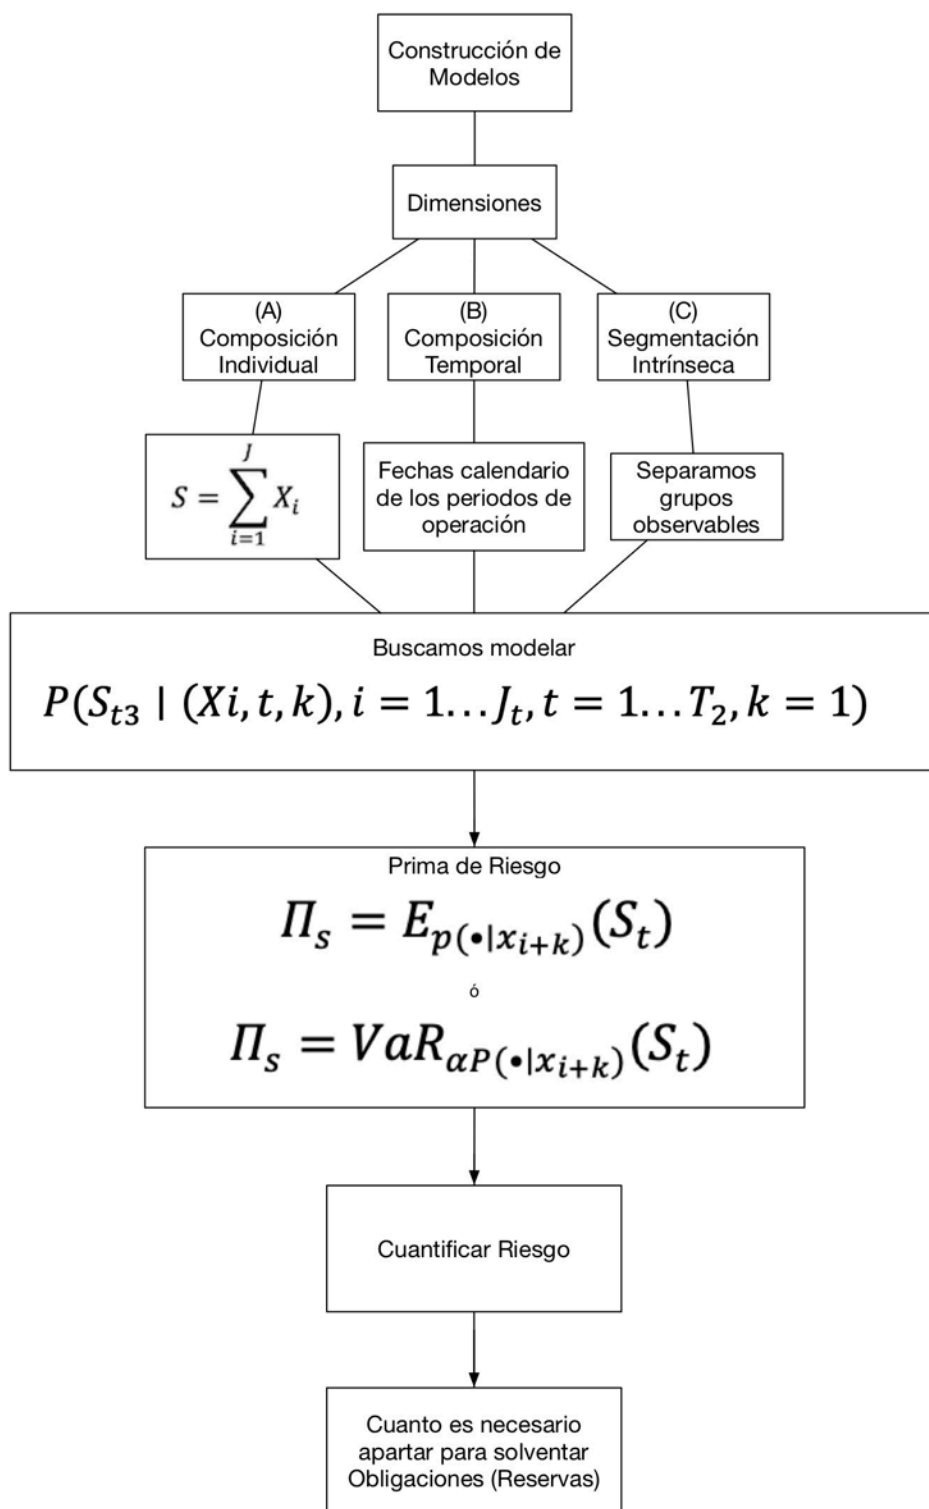 Construcción de
Modelos
Dimensiones
(A)
Composición
Individual
(B)
Composición
Temporal
(C)
Segmentación
Intrínseca
S = \sum_{i=1}^{J} X_i
Fechas calendario
de los periodos de
operación
Separamos
grupos
observables
Buscamos modelar
P(S_{t3} | (Xi, t, k), i = 1…J_t, t = 1…T_2, k = 1)
Prima de Riesgo
Π_s = E_{p(•|x_{i+k})}(S_t)
ó
Π_s = VaR_{αP(•|x_{i+k})}(S_t)
Cuantificar Riesgo
Cuanto es necesario
apartar para solventar
Obligaciones (Reservas)